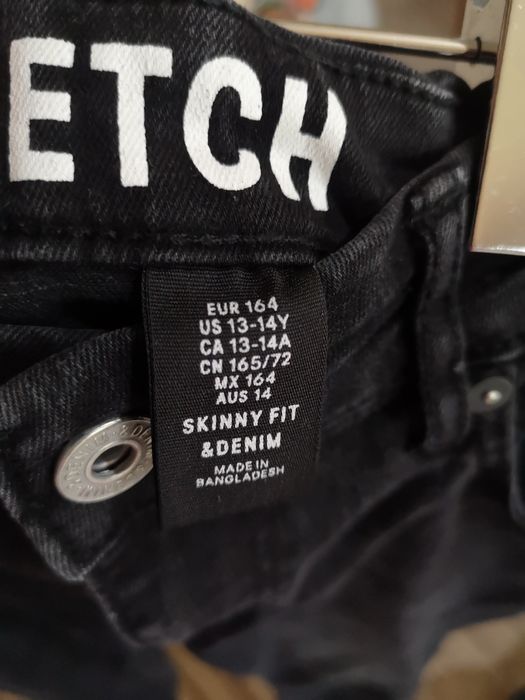 ETCH
EUR 164
US 13-14Y
CA 13-14A
CN 165/72
MX 164
AUS 14
SKINNY FIT
&DENIM
MADE IN
BANGLADESH